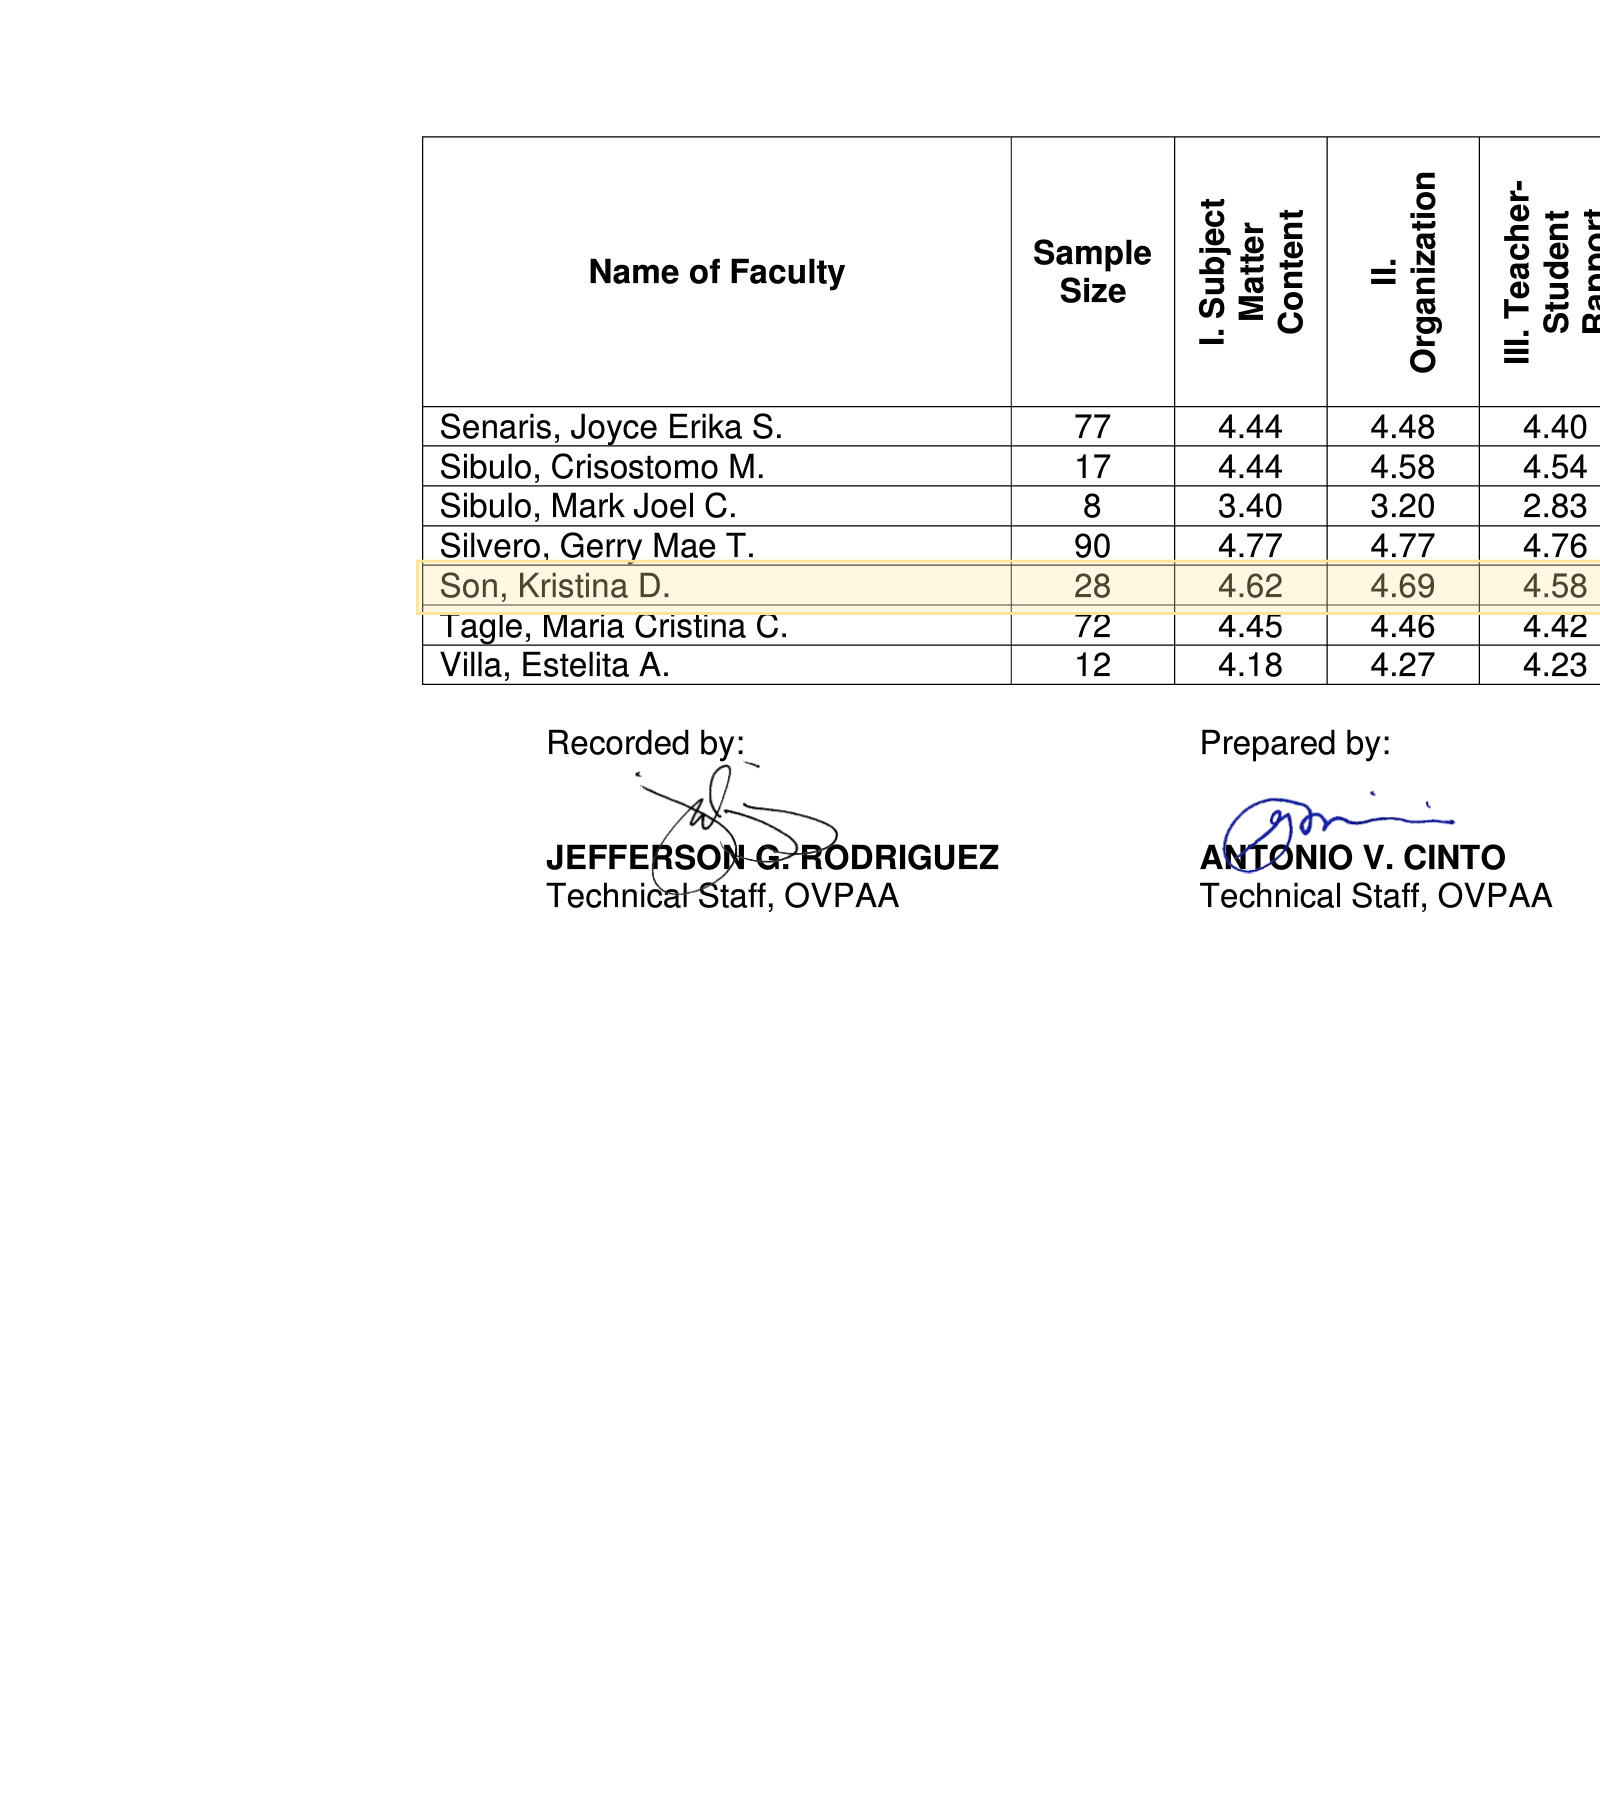 Name of Faculty Sample Size I. Subject Matter Content II. Organization III. Teacher-Student Rapport
Senaris, Joyce Erika S. 77 4.44 4.48 4.40
Sibulo, Crisostomo M. 17 4.44 4.58 4.54
Sibulo, Mark Joel C. 8 3.40 3.20 2.83
Silvero, Gerry Mae T. 90 4.77 4.77 4.76
Son, Kristina D. 28 4.62 4.69 4.58
Tagle, Maria Cristina C. 72 4.45 4.46 4.42
Villa, Estelita A. 12 4.18 4.27 4.23
Recorded by: Prepared by:
JEFFERSON G. RODRIGUEZ ANTONIO V. CINTO
Technical Staff, OVPAA Technical Staff, OVPAA